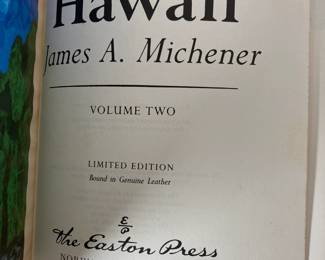 Hawaii
James A. Michener
VOLUME TWO
LIMITED EDITION
Bound in Genuine Leather
E
P
The Easton Press